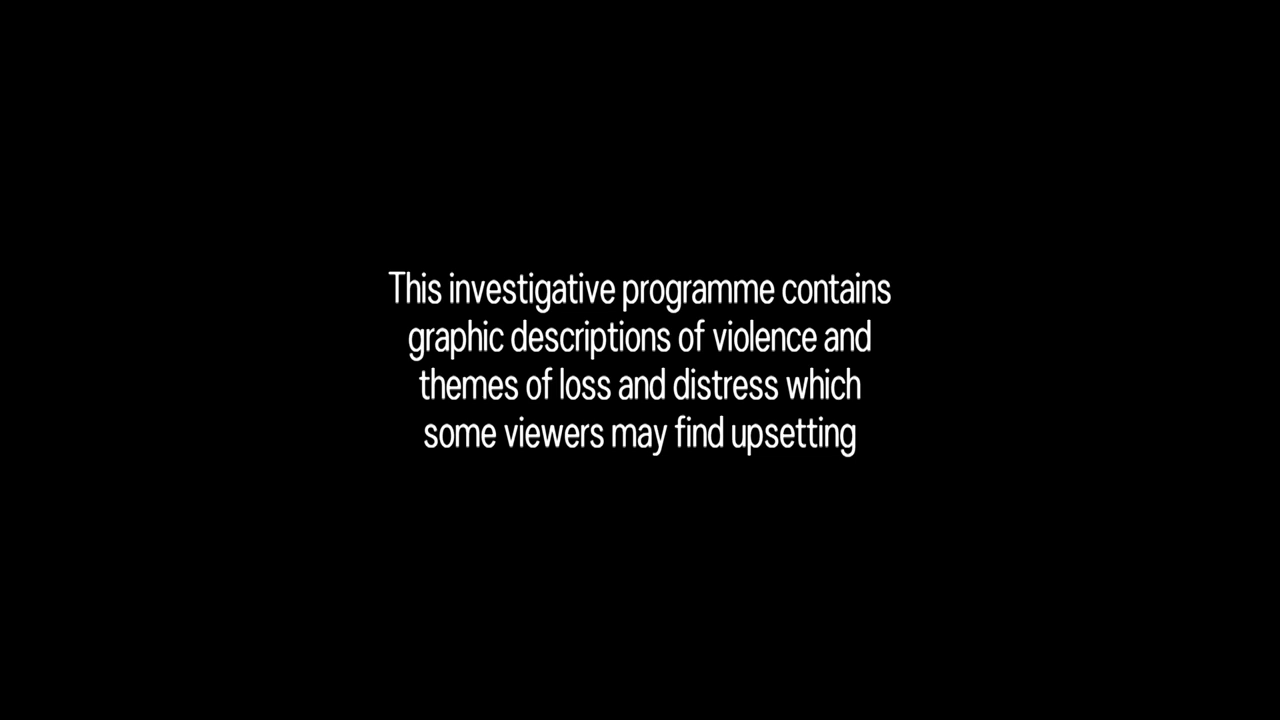 This investigative programme contains
graphic descriptions of violence and
themes of loss and distress which
some viewers may find upsetting